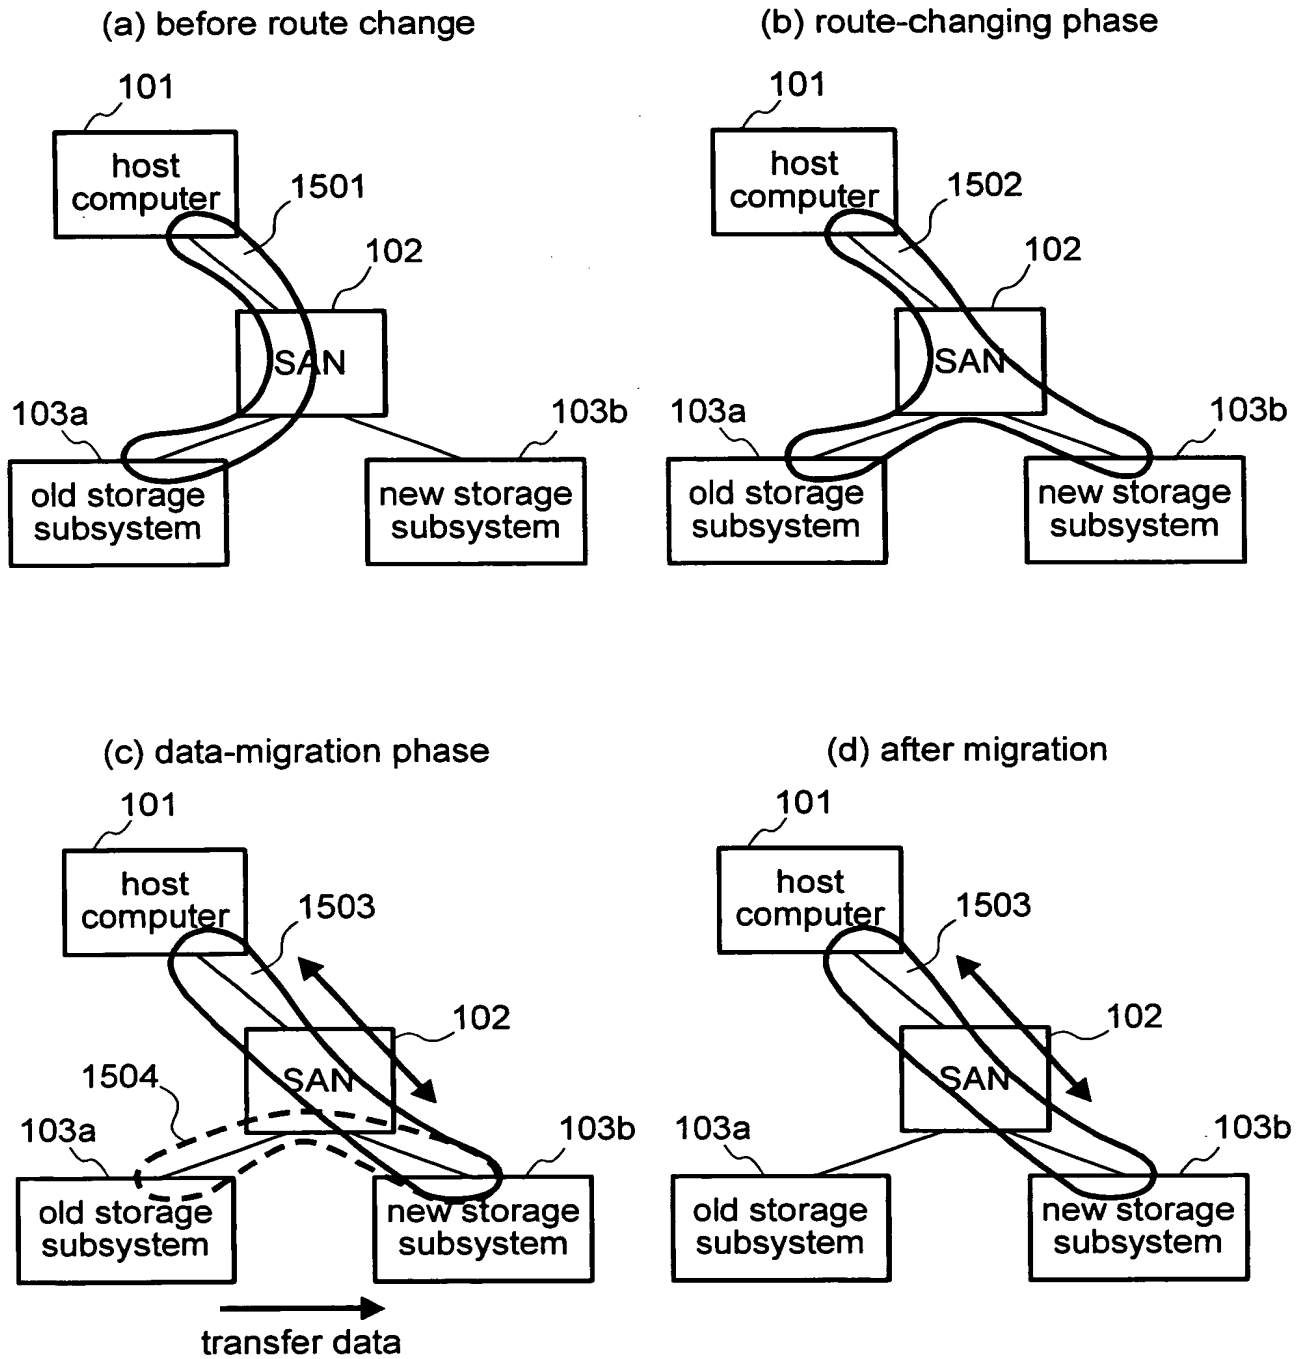 (a) before route change
101
host
computer
1501
102
SAN
103a
103b
old storage
subsystem
new storage
subsystem
(b) route-changing phase
101
host
computer
1502
102
SAN
103a
103b
old storage
subsystem
new storage
subsystem
(c) data-migration phase
101
host
computer
1503
102
SAN
1504
103a
103b
old storage
subsystem
new storage
subsystem
transfer data
(d) after migration
101
host
computer
1503
102
SAN
103a
103b
old storage
subsystem
new storage
subsystem